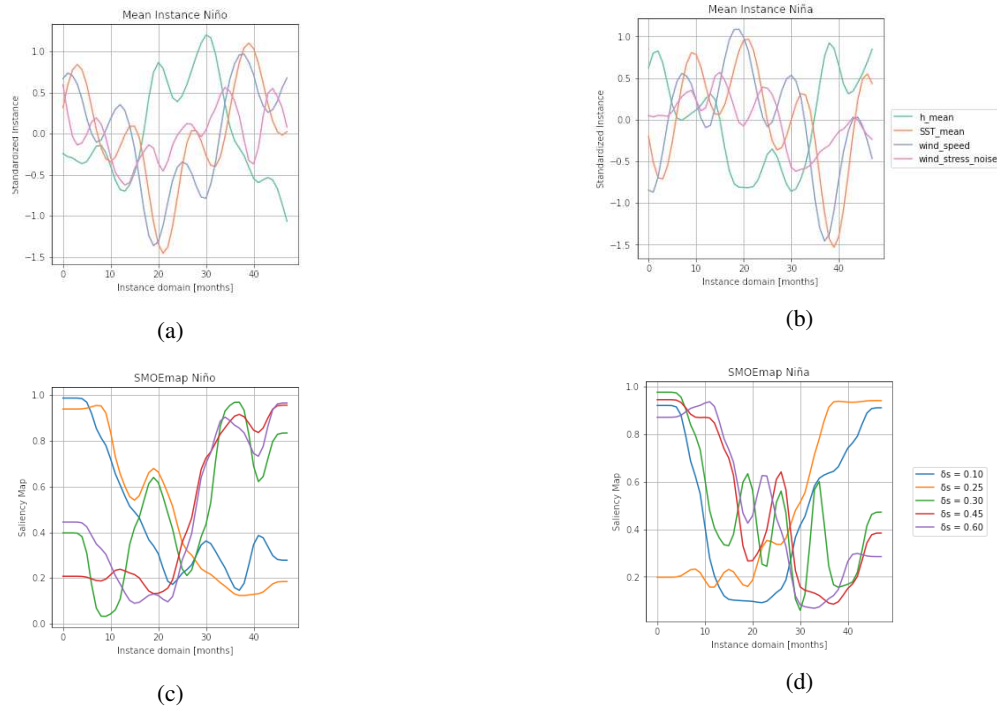 Mean Instance Niño
Standardized Instance
1.0
0.5
0.0
−0.5
−1.0
−1.5
0
10
20
30
40
Instance domain [months]
(a)
Mean Instance Niña
Standardized Instance
1.0
0.5
0.0
−0.5
−1.0
−1.5
0
10
20
30
40
Instance domain [months]
(b)
h_mean
SST_mean
wind_speed
wind_stress_noise
SMOEmap Niño
Saliency Map
1.0
0.8
0.6
0.4
0.2
0.0
0
10
20
30
40
Instance domain [months]
(c)
SMOEmap Niña
Saliency Map
1.0
0.8
0.6
0.4
0.2
0
10
20
30
40
Instance domain [months]
(d)
δs = 0.10
δs = 0.25
δs = 0.30
δs = 0.45
δs = 0.60